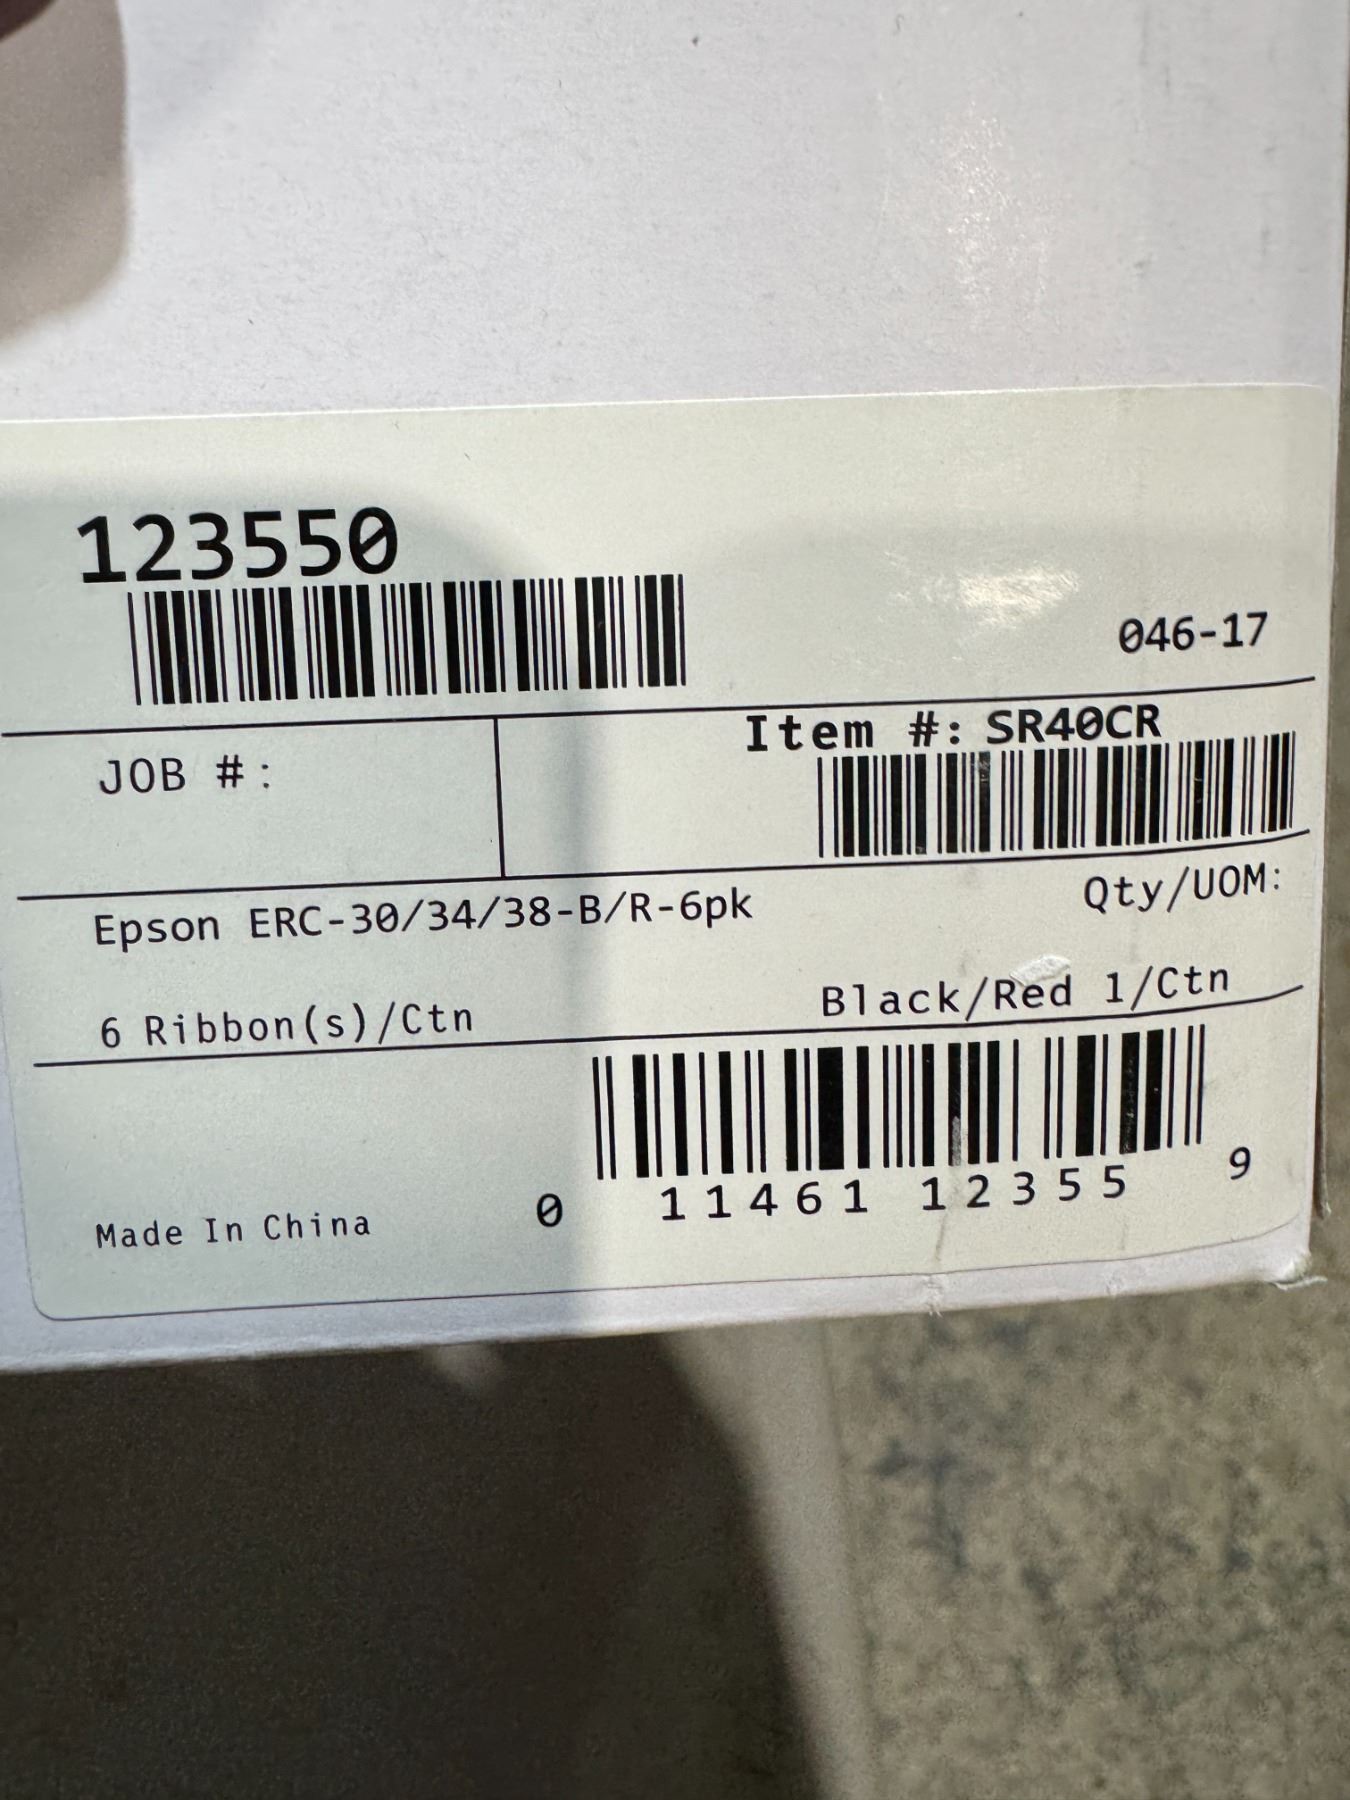 123550
046-17
Item #: SR40CR
JOB #:
Epson ERC-30/34/38-B/R-6pk
Qty/UOM:
6 Ribbon(s)/Ctn
Black/Red 1/Ctn
0 11461 12355 9
Made In China